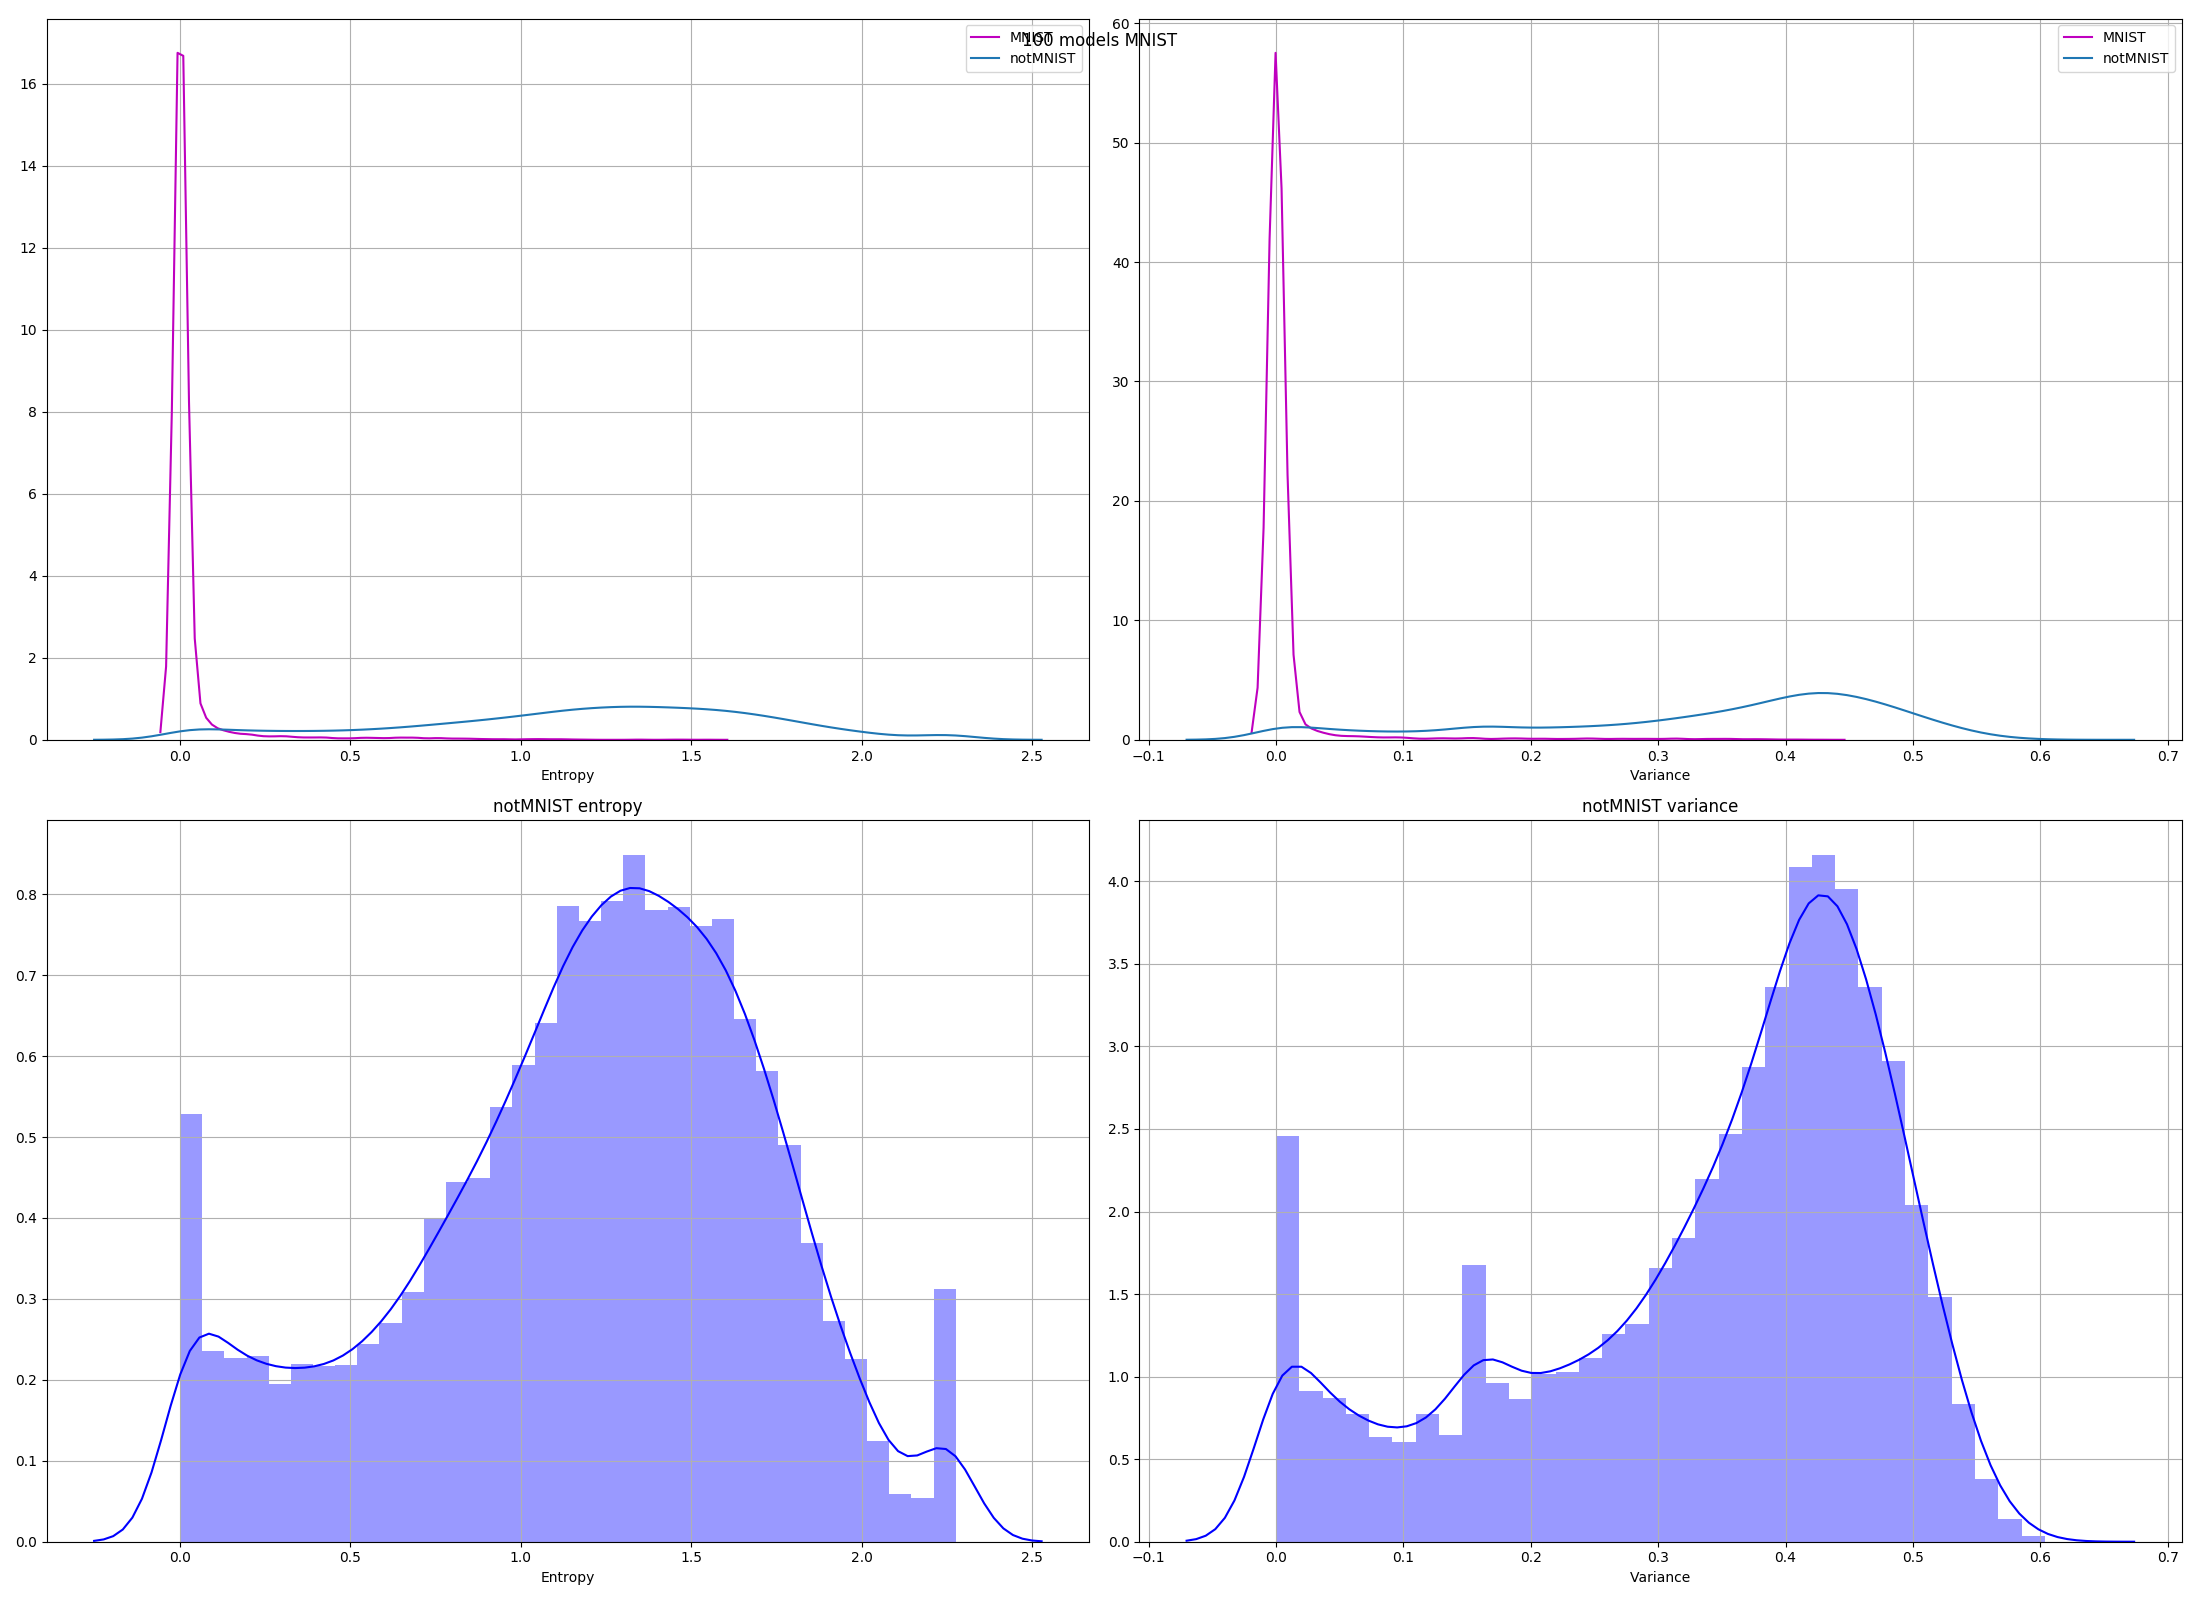 100 models MNIST
MNIST
notMNIST
16
14
12
10
8
6
4
2
0
0.0 0.5 1.0 1.5 2.0 2.5
Entropy
MNIST
notMNIST
60
50
40
30
20
10
0
−0.1 0.0 0.1 0.2 0.3 0.4 0.5 0.6 0.7
Variance
notMNIST entropy
0.8
0.7
0.6
0.5
0.4
0.3
0.2
0.1
0.0
0.0 0.5 1.0 1.5 2.0 2.5
Entropy
notMNIST variance
4.0
3.5
3.0
2.5
2.0
1.5
1.0
0.5
0.0
−0.1 0.0 0.1 0.2 0.3 0.4 0.5 0.6 0.7
Variance